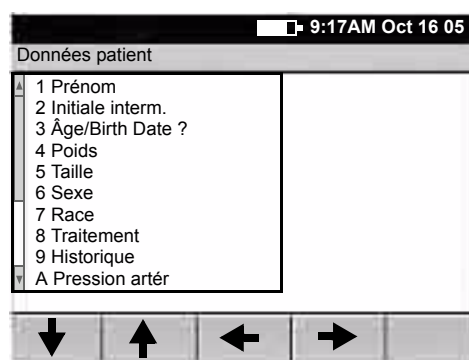 9:17AM Oct 16 05
Données patient
1 Prénom
2 Initiale interm.
3 Âge/Birth Date ?
4 Poids
5 Taille
6 Sexe
7 Race
8 Traitement
9 Historique
A Pression artér